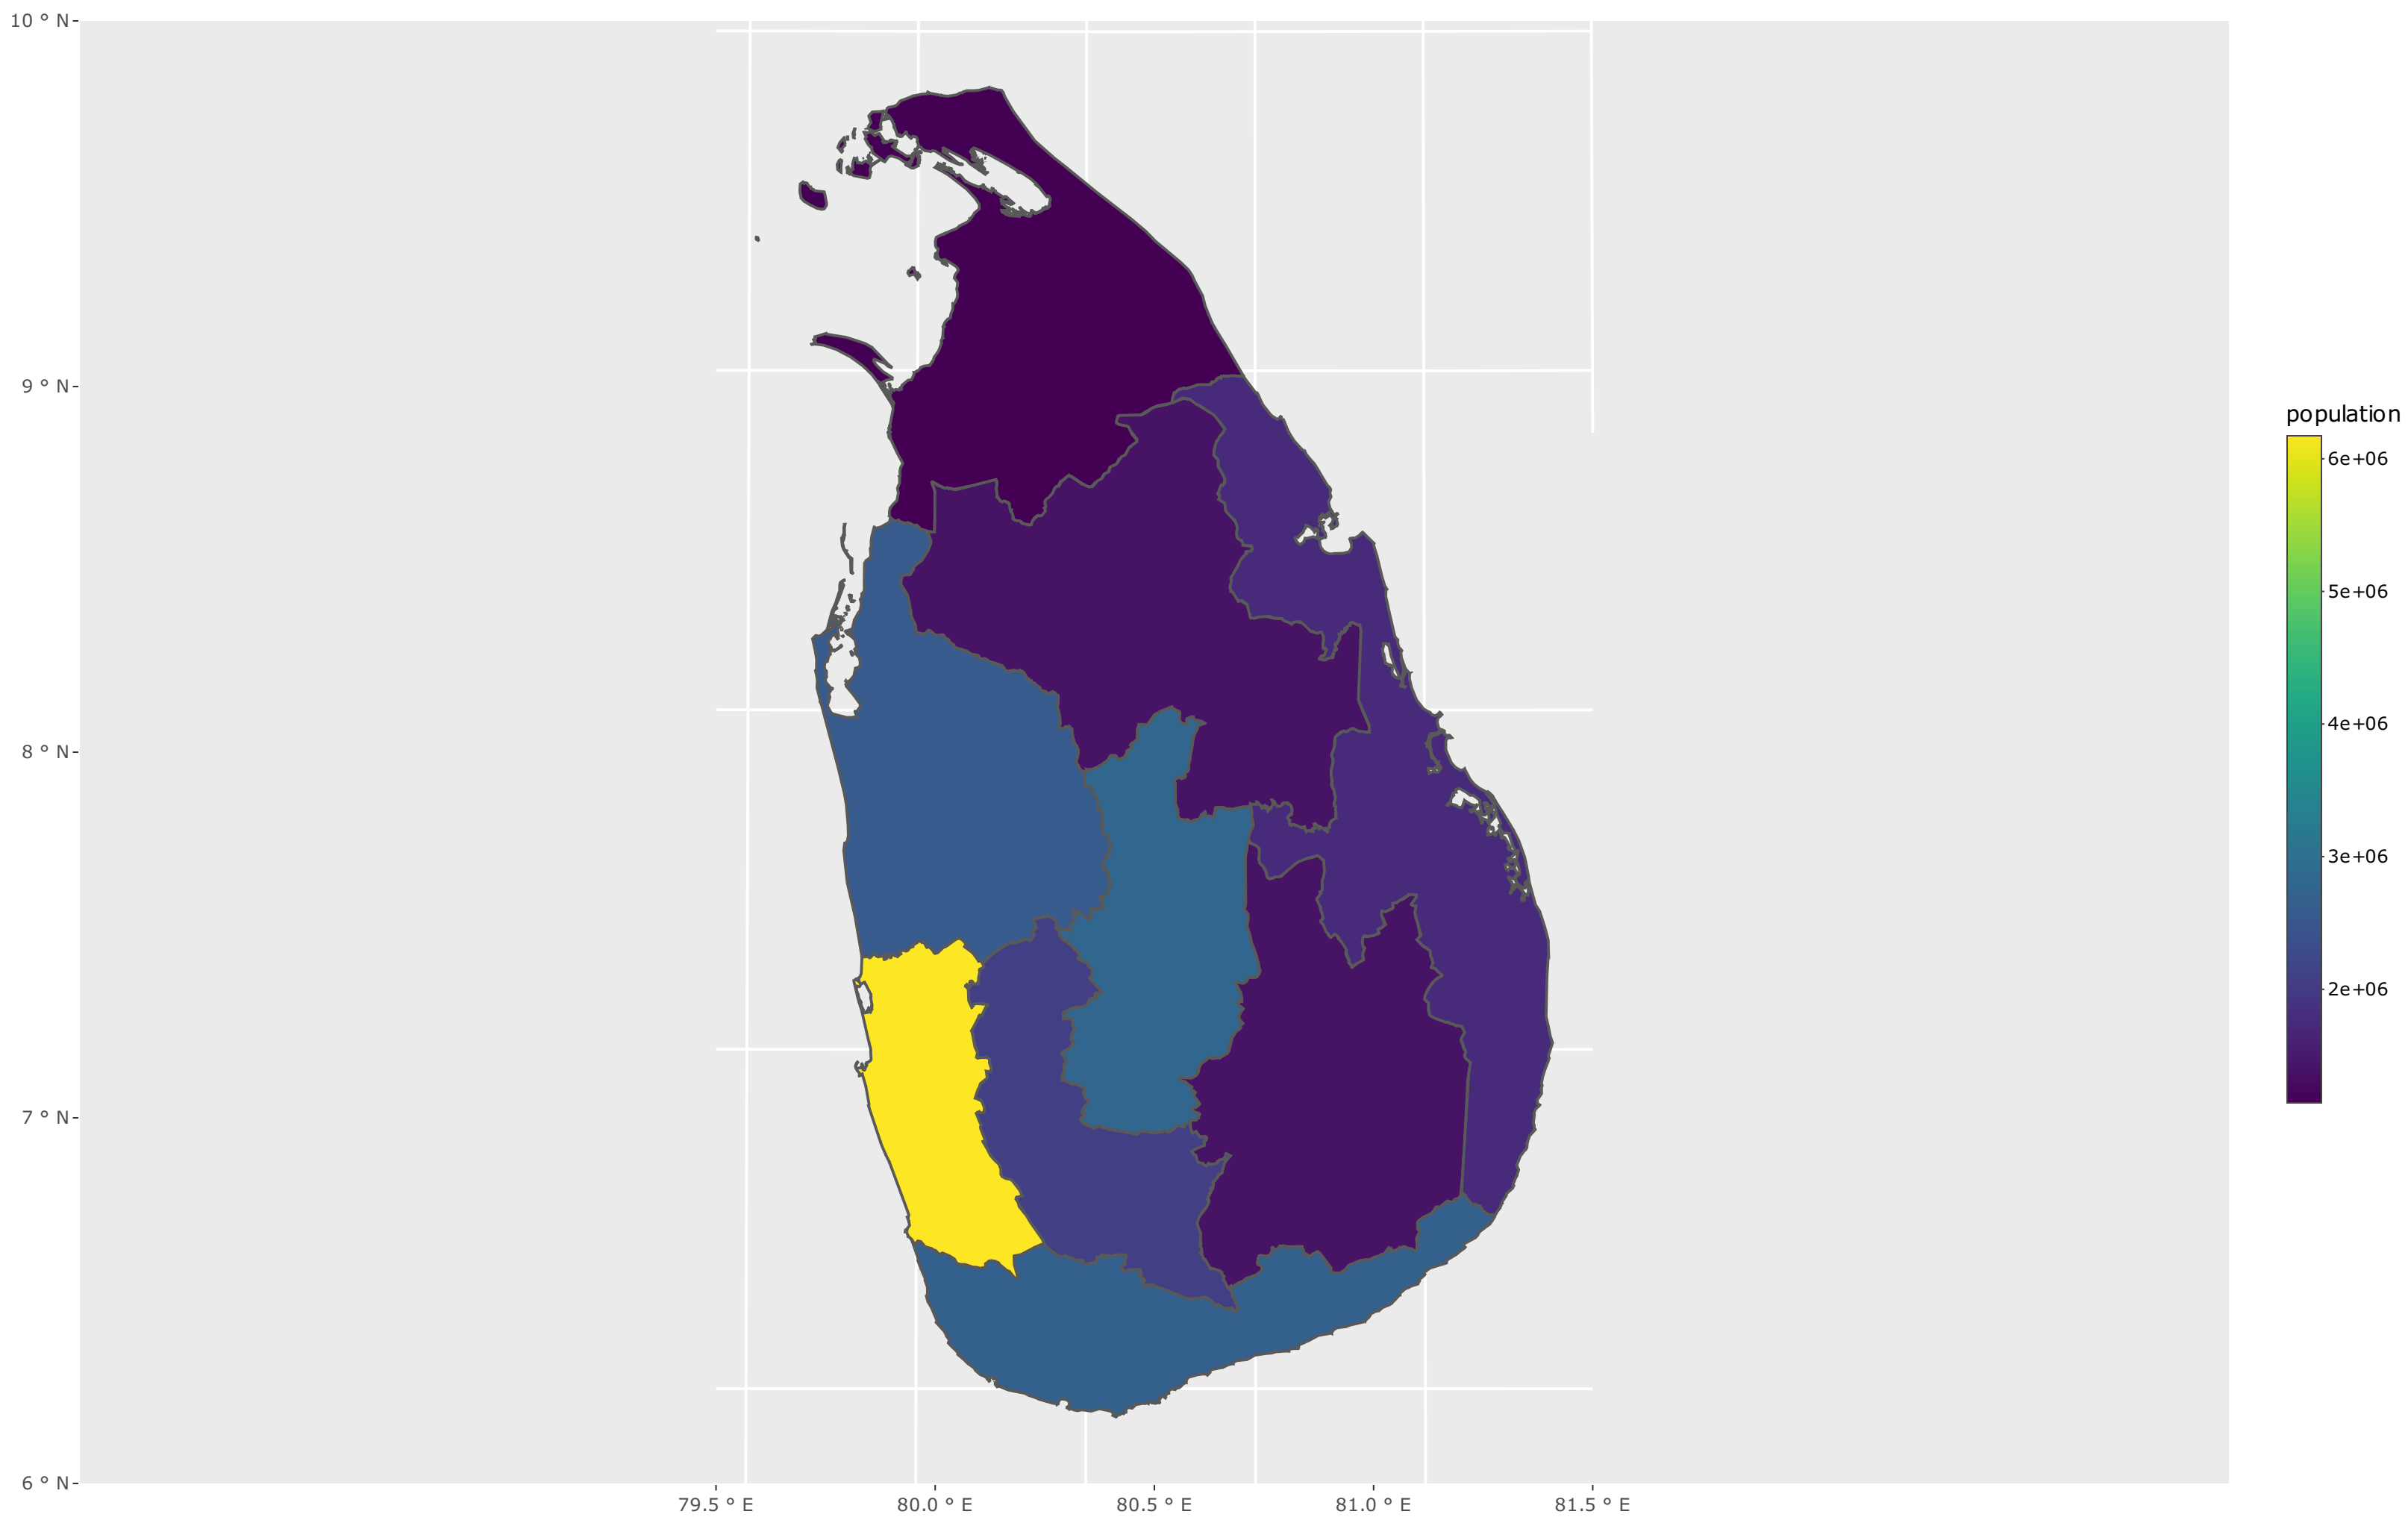 10 ° N
9 ° N
8 ° N
7 ° N
6 ° N
79.5 ° E
80.0 ° E
80.5 ° E
81.0 ° E
81.5 ° E
population
6e+06
5e+06
4e+06
3e+06
2e+06